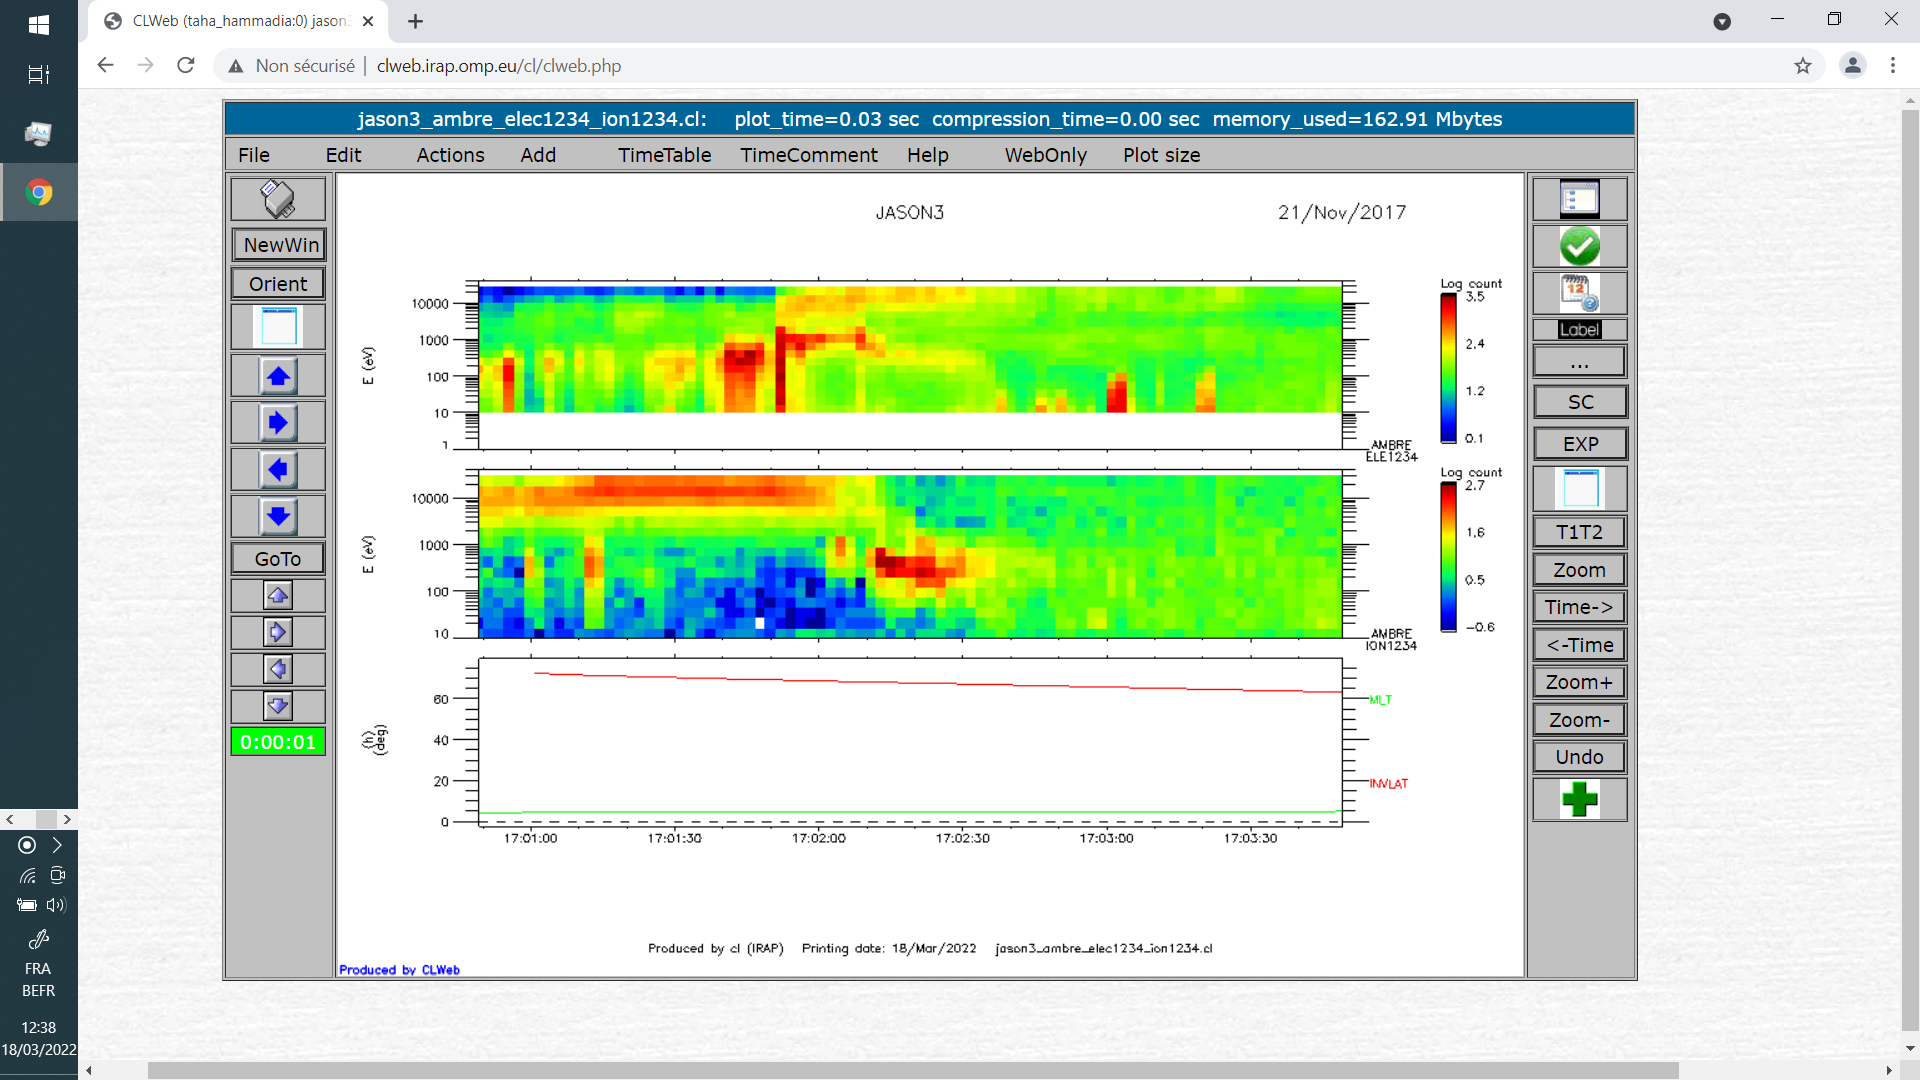 CLWeb (taha_hammadia:0) jason3
Non sécurisé | clweb.irap.omp.eu/cl/clweb.php
jason3_ambre_elec1234_ion1234.cl: plot_time=0.03 sec compression_time=0.00 sec memory_used=162.91 Mbytes
File Edit Actions Add TimeTable TimeComment Help WebOnly Plot size
NewWin
Orient
GoTo
0:00:01
JASON3 21/Nov/2017
Log count
3.5
2.4
1.2
0.1
10000
1000
100
10
1
E (eV)
AMBRE
ELE1234
Log count
2.7
1.6
0.5
-0.6
10000
1000
100
10
E (eV)
AMBRE
ION1234
60
40
20
0
(h)
(deg)
MLT
INVLAT
17:01:00 17:01:30 17:02:00 17:02:30 17:03:00 17:03:30
Produced by cl (IRAP) Printing date: 18/Mar/2022 jason3_ambre_elec1234_ion1234.cl
Produced by CLWeb
12
Label
...
SC
EXP
T1T2
Zoom
Time->
<-Time
Zoom+
Zoom-
Undo
FRA
BEFR
12:38
18/03/2022